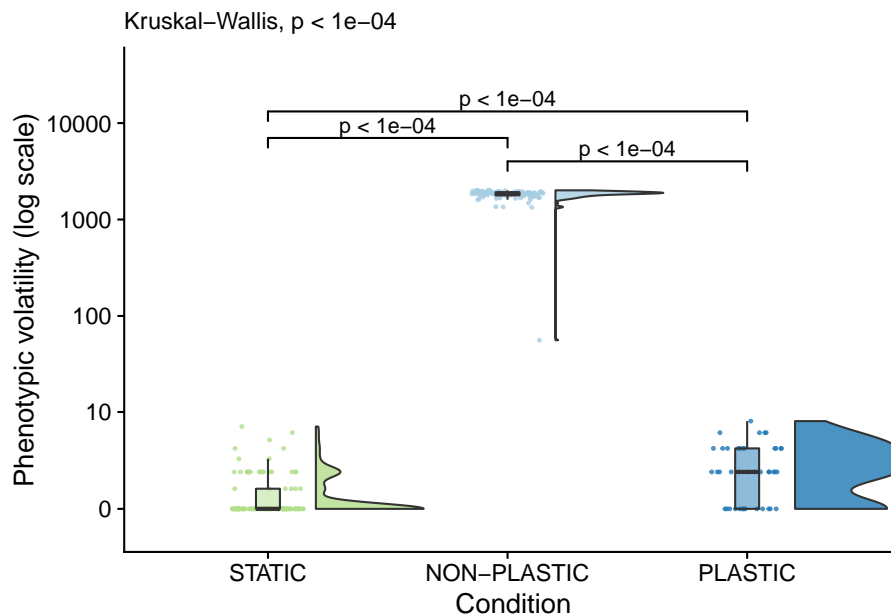 Kruskal−Wallis, p < 1e−04
p < 1e−04
p < 1e−04
p < 1e−04
10000
1000
100
10
0
Phenotypic volatility (log scale)
STATIC
NON−PLASTIC
PLASTIC
Condition